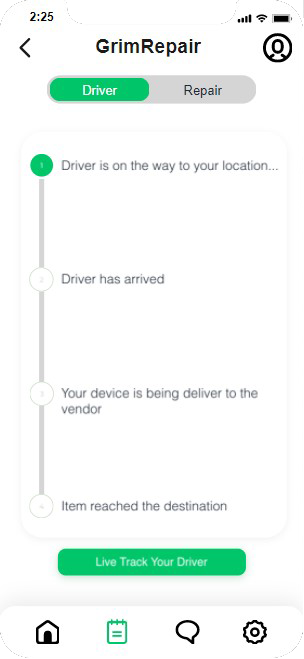 2:25
GrimRepair
Driver
Repair
1
Driver is on the way to your location...
2
Driver has arrived
3
Your device is being deliver to the
vendor
4
Item reached the destination
Live Track Your Driver